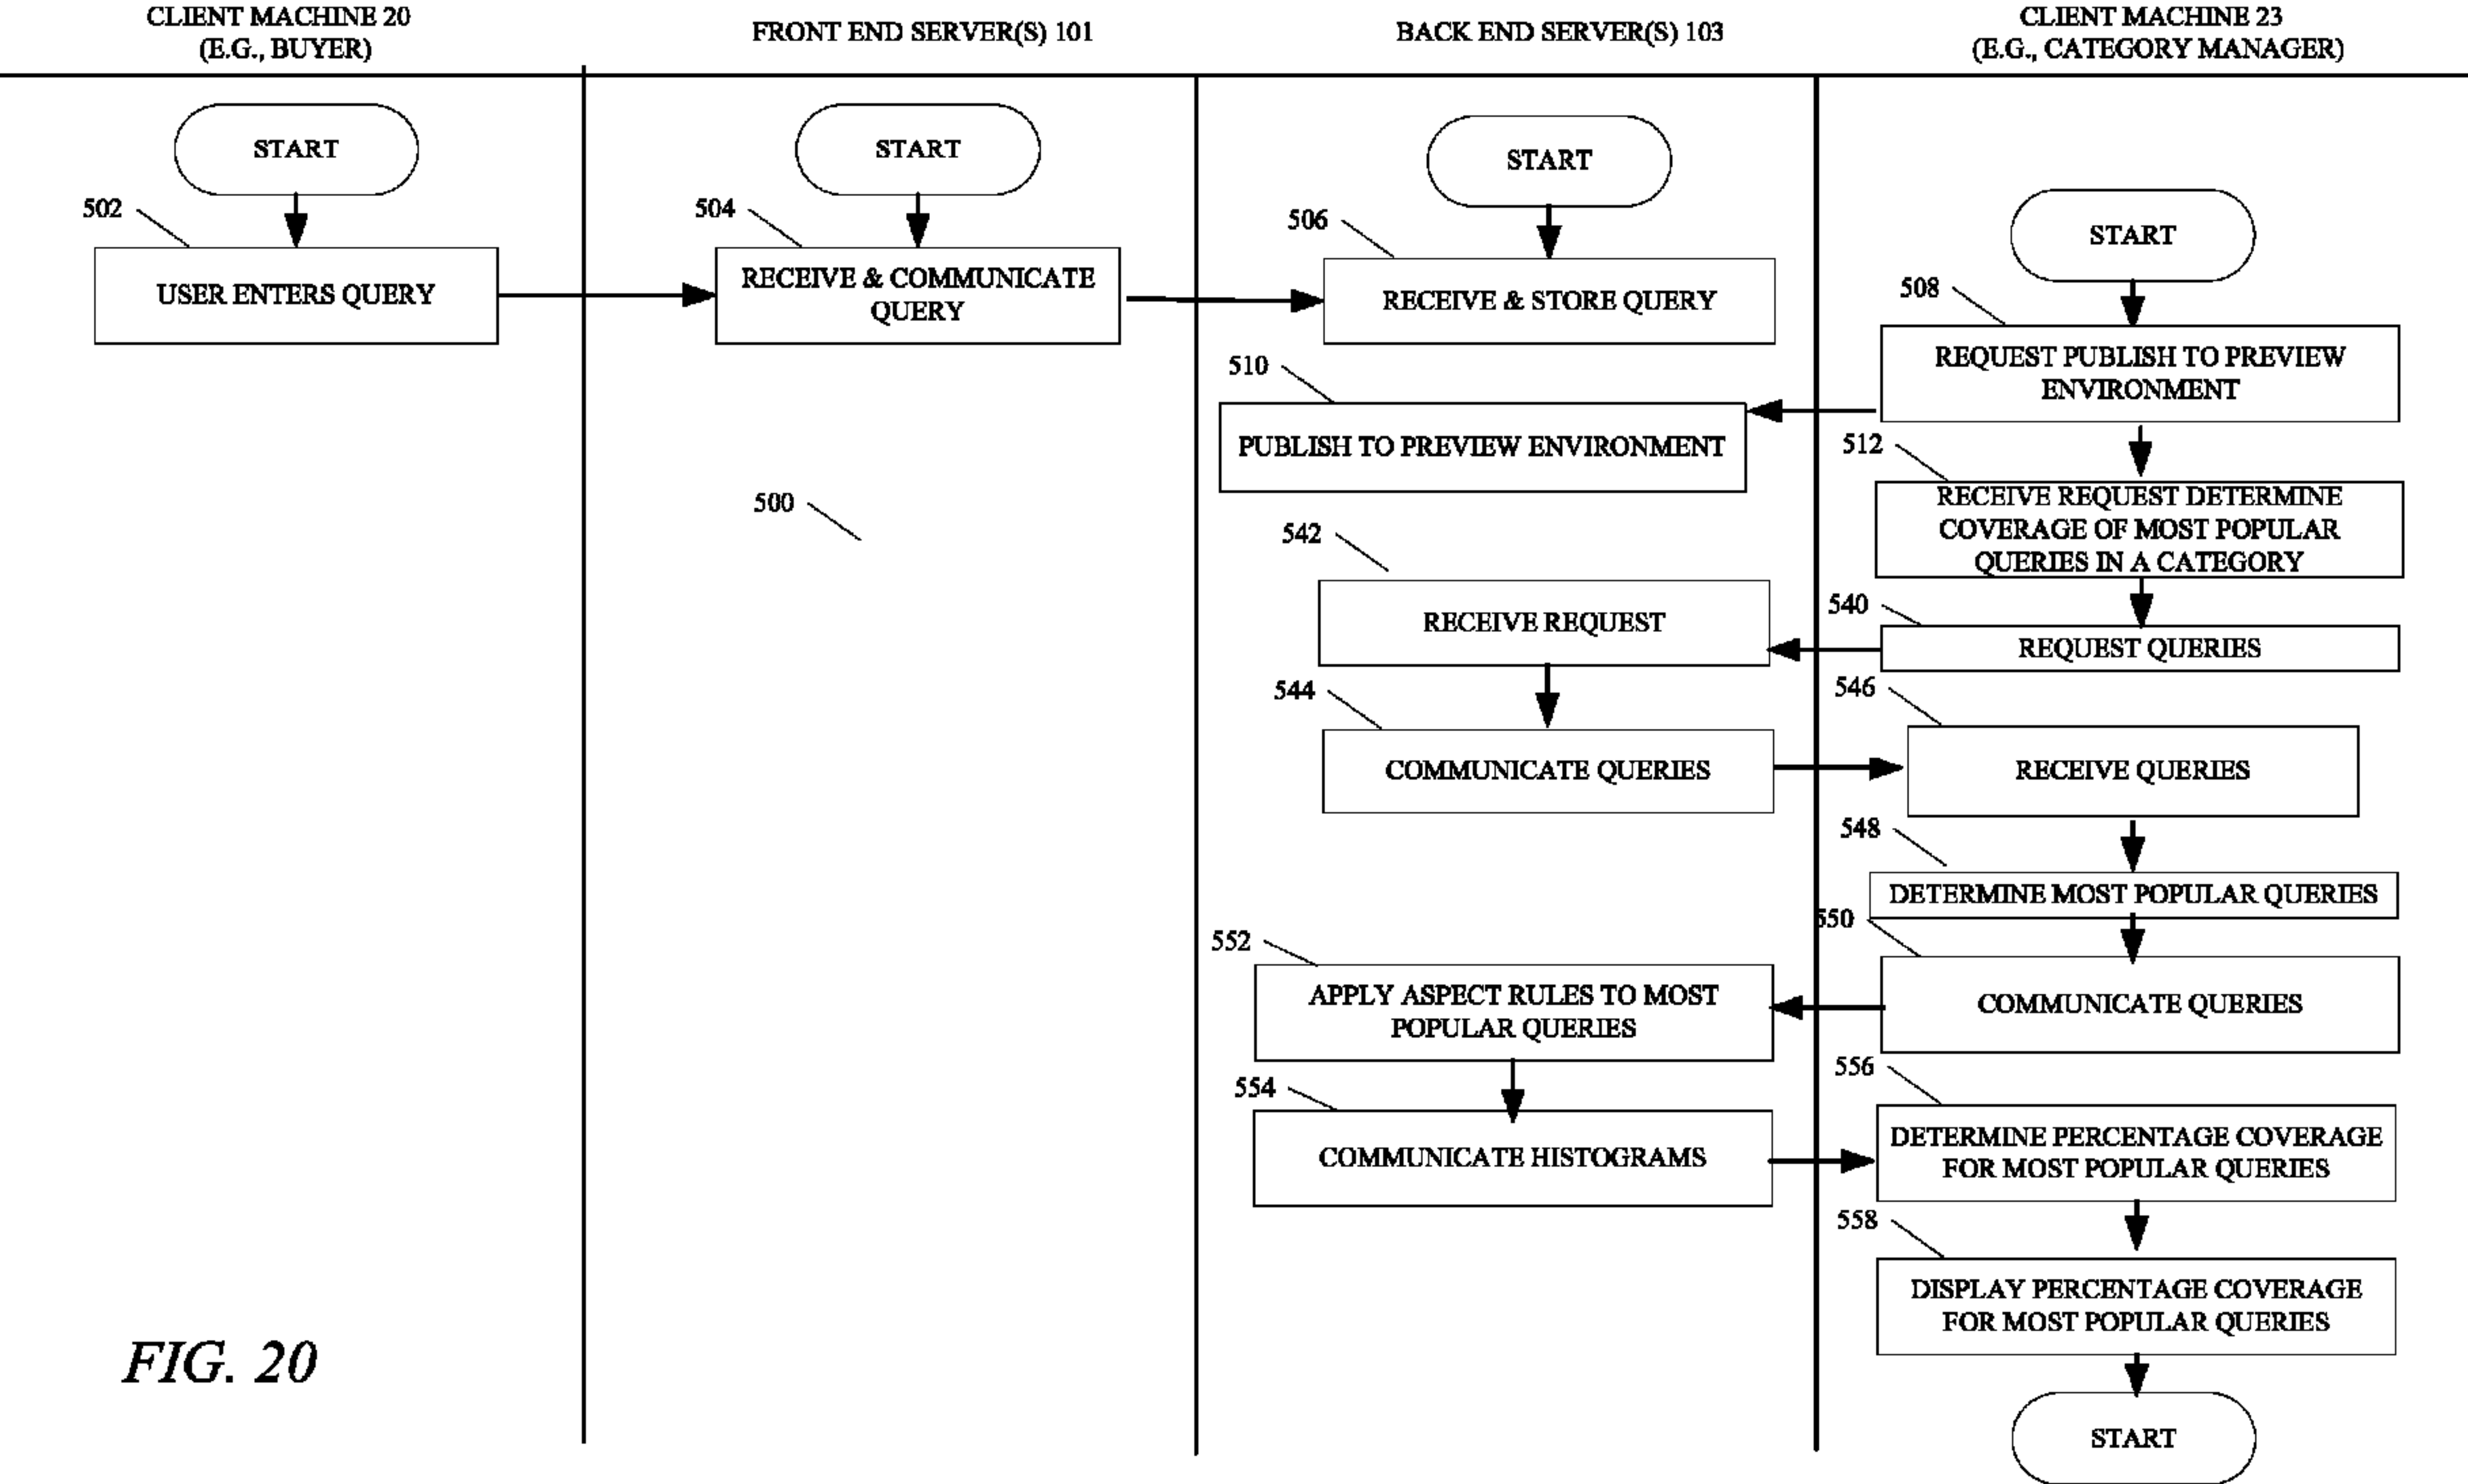 CLIENT MACHINE 20
(E.G., BUYER)
FRONT END SERVER(S) 101
BACK END SERVER(S) 103
CLIENT MACHINE 23
(E.G., CATEGORY MANAGER)
START
502
USER ENTERS QUERY
START
504
RECEIVE & COMMUNICATE
QUERY
500
START
506
RECEIVE & STORE QUERY
510
PUBLISH TO PREVIEW ENVIRONMENT
542
RECEIVE REQUEST
544
COMMUNICATE QUERIES
552
APPLY ASPECT RULES TO MOST
POPULAR QUERIES
554
COMMUNICATE HISTOGRAMS
START
508
REQUEST PUBLISH TO PREVIEW
ENVIRONMENT
512
RECEIVE REQUEST DETERMINE
COVERAGE OF MOST POPULAR
QUERIES IN A CATEGORY
540
REQUEST QUERIES
546
RECEIVE QUERIES
548
DETERMINE MOST POPULAR QUERIES
550
COMMUNICATE QUERIES
556
DETERMINE PERCENTAGE COVERAGE
FOR MOST POPULAR QUERIES
558
DISPLAY PERCENTAGE COVERAGE
FOR MOST POPULAR QUERIES
START
FIG. 20